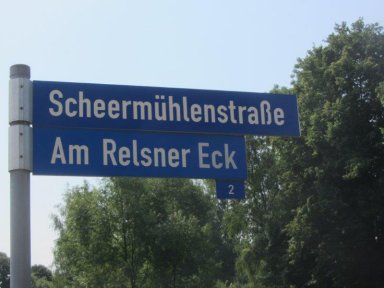 Scheermühlenstraße
Am Relsner Eck
2